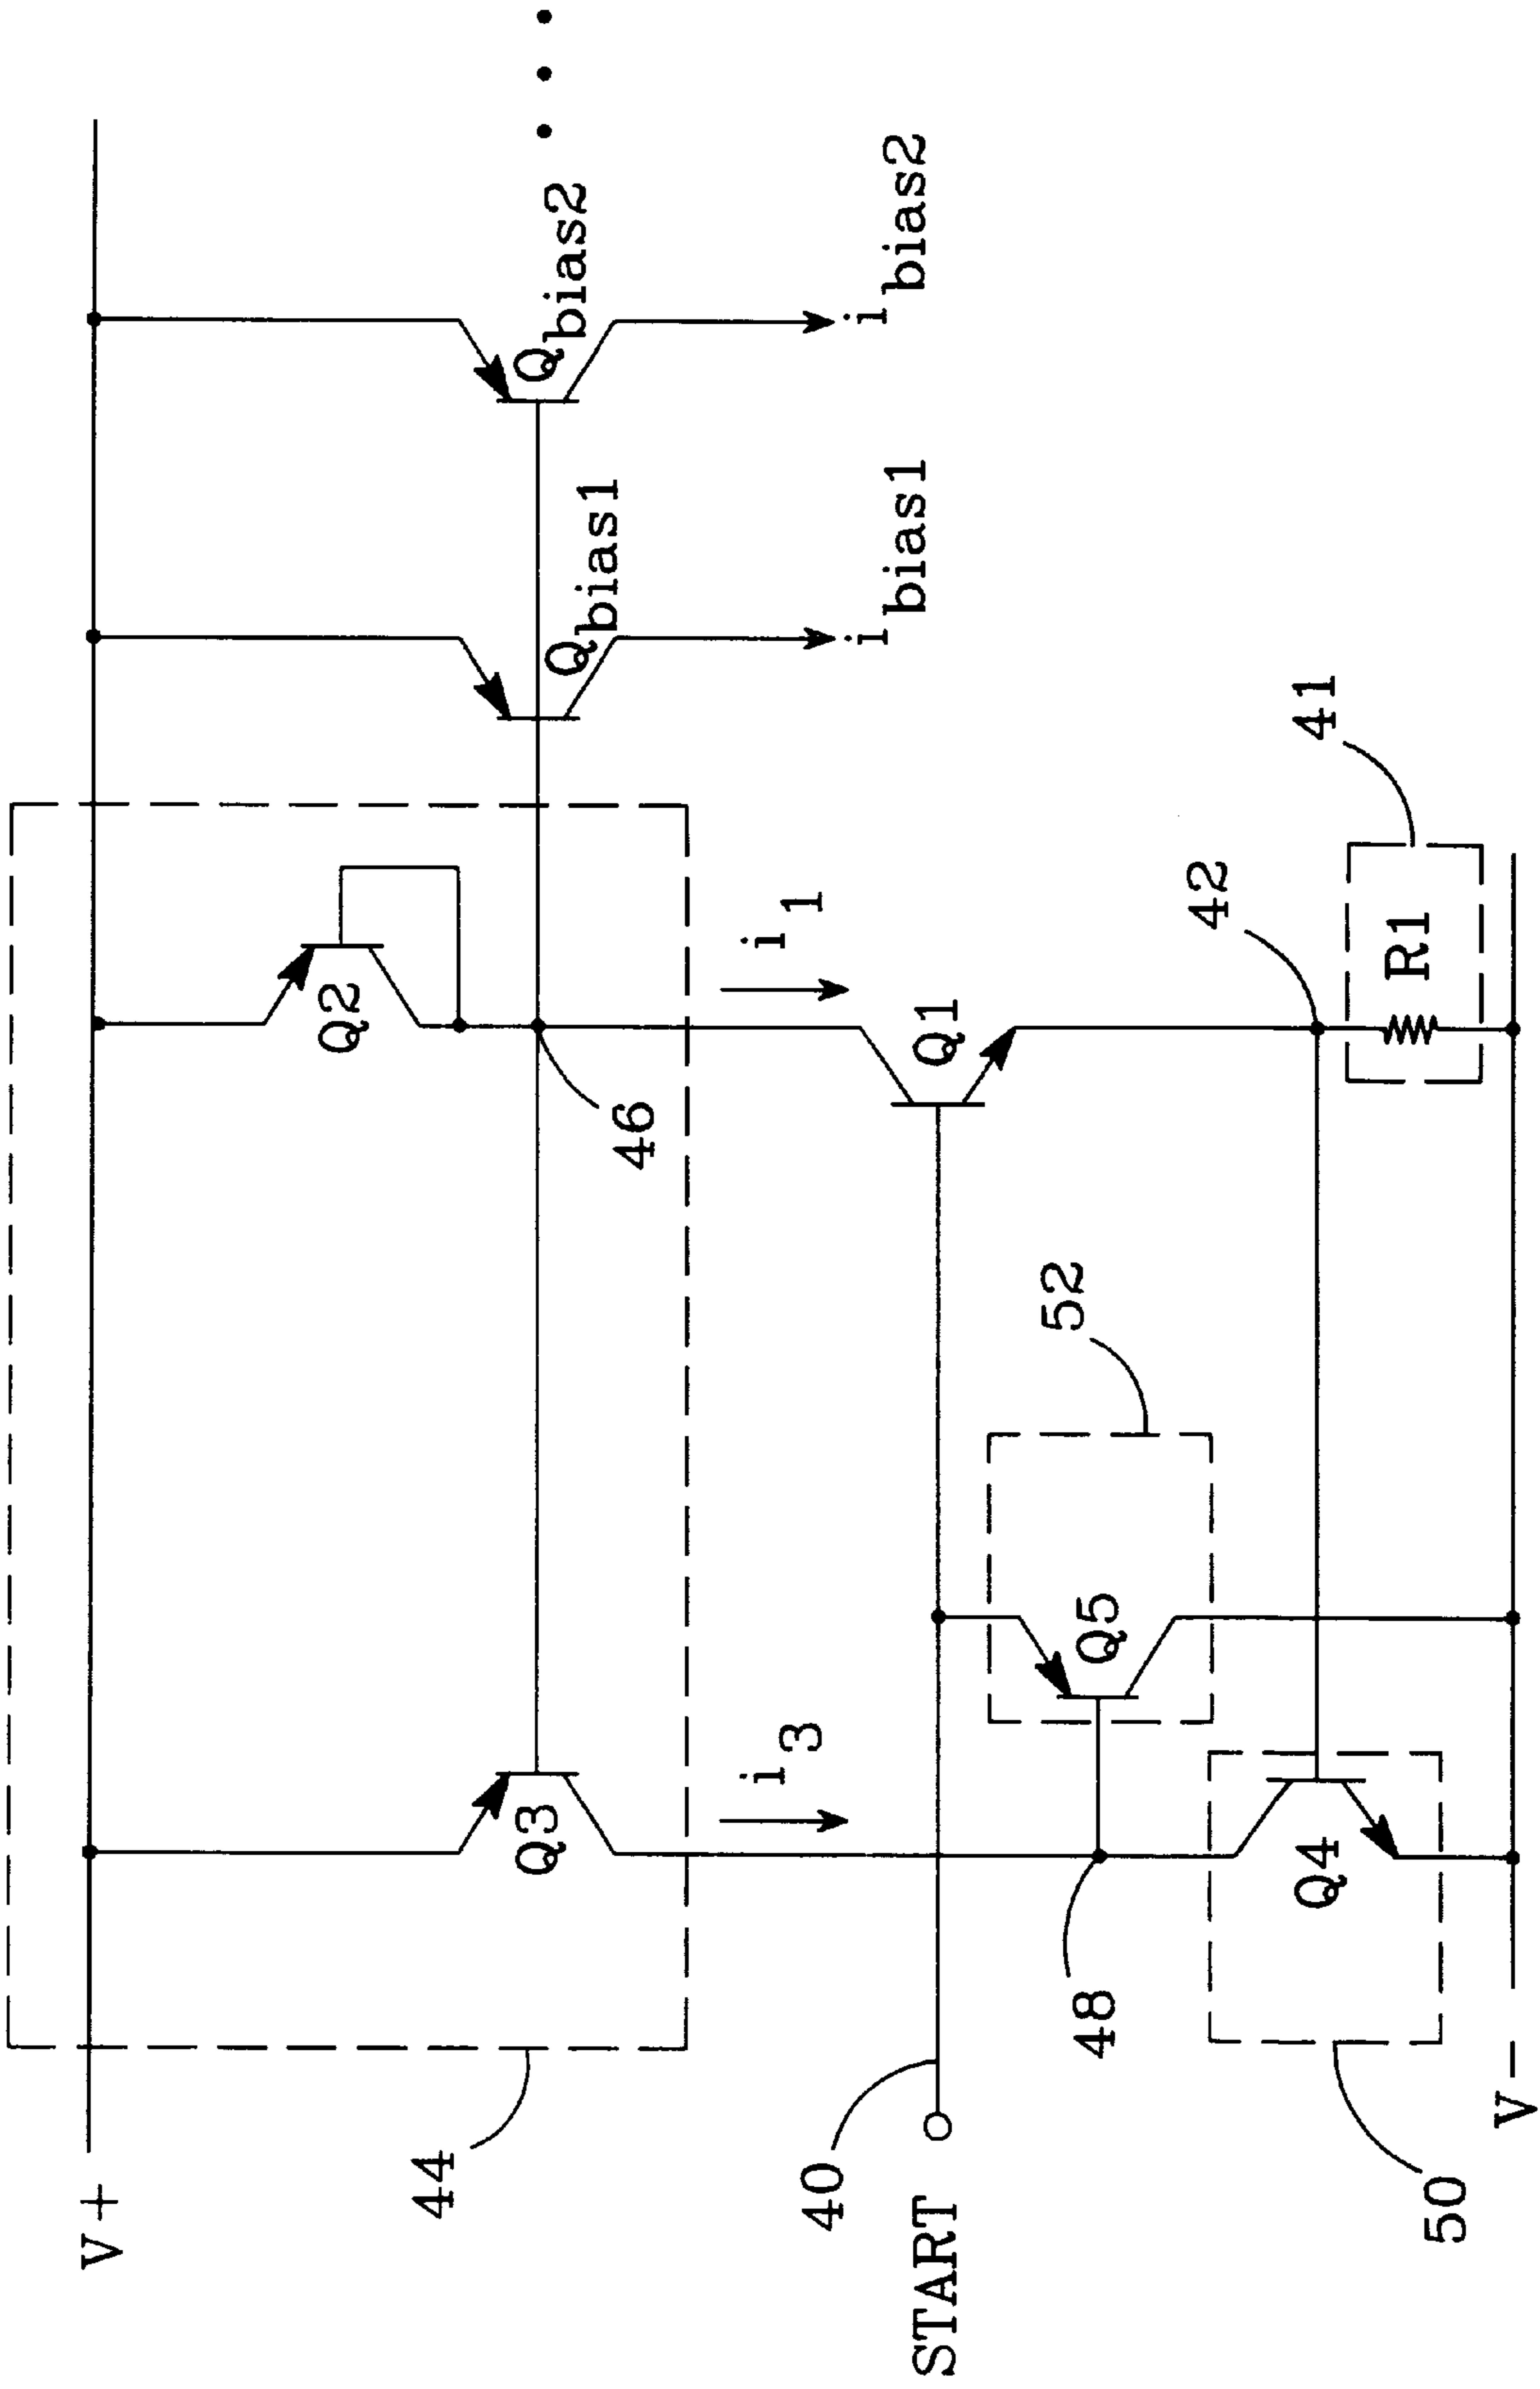 V+
Q2
44
Q3
Qbias1
Qbias2
46
i3
i1
ibias1
ibias2
40
START
Q1
52
48
Q5
42
Q4
41
R1
50
V-